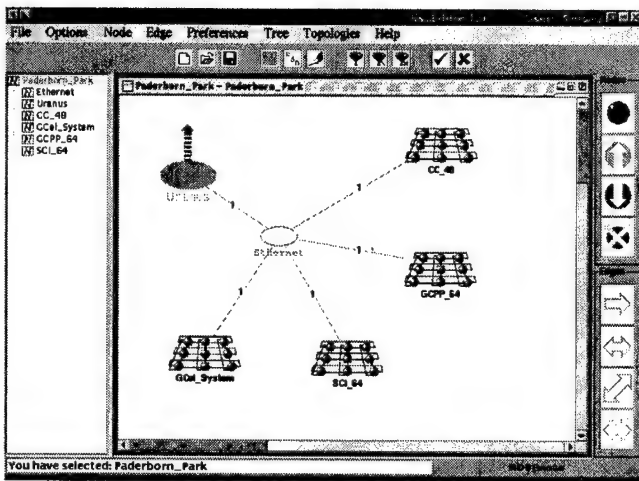 File Options Node Edge Preferences Tree Topologies Help
Paderborn_Park
Ethernet
Uranus
CC_48
GCel_System
GCPP_64
SCI_64
Paderborn_Park - Paderborn_Park
CC_48
Uranus
1
1
Ethernet
1
GCPP_64
1
1
GCel_System
SCI_64
You have selected: Paderborn_Park